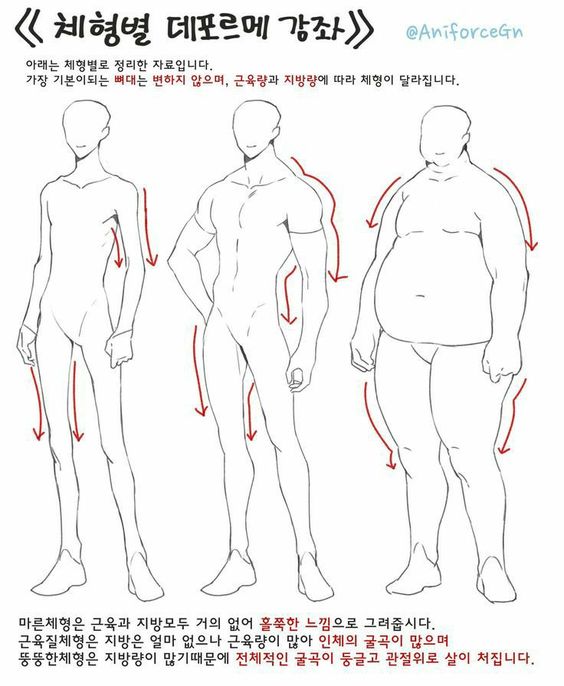 《 체형별 데포르메 강좌 》
@AniforceGn
아래는 체형별로 정리한 자료입니다.
가장 기본이되는 뼈대는 변하지 않으며, 근육량과 지방량에 따라 체형이 달라집니다.
마른체형은 근육과 지방모두 거의 없어 홀쭉한 느낌으로 그려줍시다.
근육질체형은 지방은 얼마 없으나 근육량이 많아 인체의 굴곡이 많으며
뚱뚱한체형은 지방량이 많기때문에 전체적인 굴곡이 둥글고 관절위로 살이 처집니다.